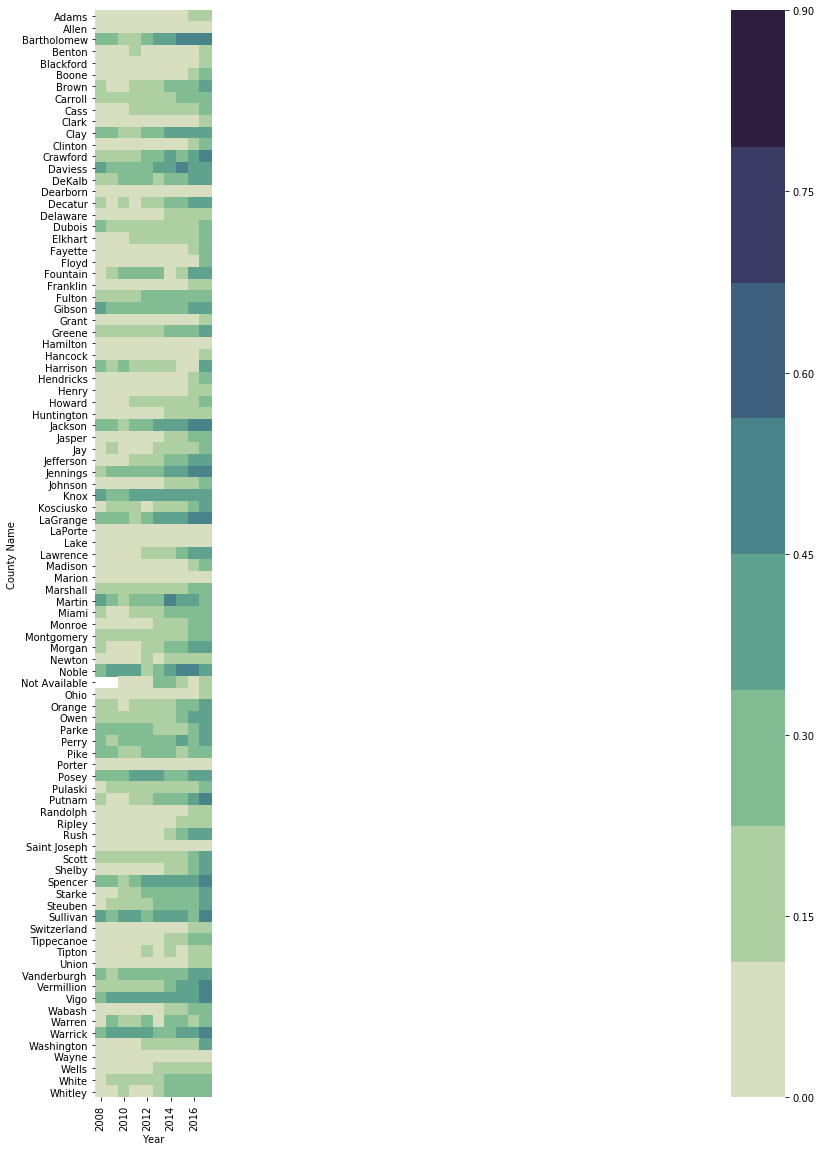 County Name
Adams
Allen
Bartholomew
Benton
Blackford
Boone
Brown
Carroll
Cass
Clark
Clay
Clinton
Crawford
Daviess
DeKalb
Dearborn
Decatur
Delaware
Dubois
Elkhart
Fayette
Floyd
Fountain
Franklin
Fulton
Gibson
Grant
Greene
Hamilton
Hancock
Harrison
Hendricks
Henry
Howard
Huntington
Jackson
Jasper
Jay
Jefferson
Jennings
Johnson
Knox
Kosciusko
LaGrange
LaPorte
Lake
Lawrence
Madison
Marion
Marshall
Martin
Miami
Monroe
Montgomery
Morgan
Newton
Noble
Not Available
Ohio
Orange
Owen
Parke
Perry
Pike
Porter
Posey
Pulaski
Putnam
Randolph
Ripley
Rush
Saint Joseph
Scott
Shelby
Spencer
Starke
Steuben
Sullivan
Switzerland
Tippecanoe
Tipton
Union
Vanderburgh
Vermillion
Vigo
Wabash
Warren
Warrick
Washington
Wayne
Wells
White
Whitley
2008
2010
2012
2014
2016
Year
0.90
0.75
0.60
0.45
0.30
0.15
0.00